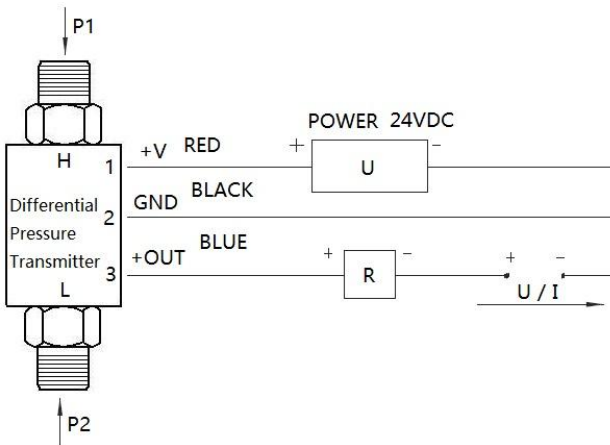 P1
POWER 24VDC
+V RED + -
H 1 U
BLACK
Differential GND
Pressure 2
BLUE
Transmitter +OUT + - + -
3 R
L U / I
P2